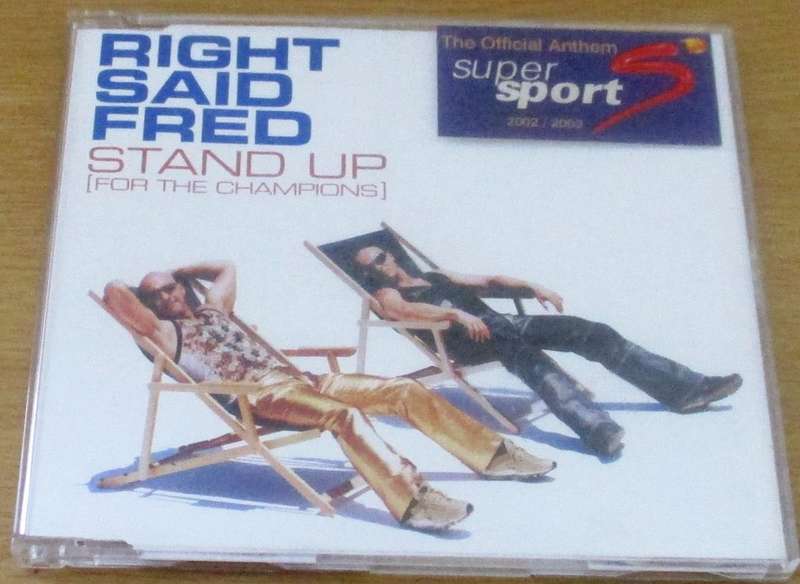 RIGHT
SAID
FRED
STAND UP
[FOR THE CHAMPIONS]
The Official Anthem
super
sport S
2002 / 2003